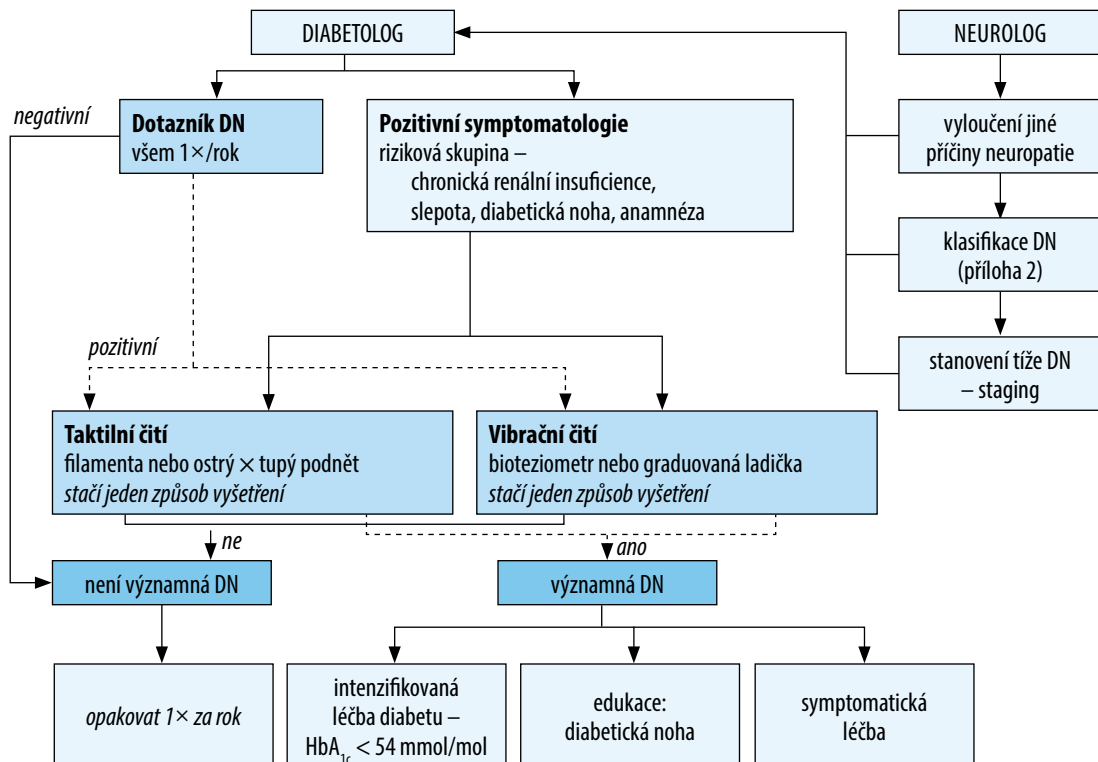 DIABETOLOG
NEUROLOG
negativní
Dotazník DN
všem 1×/rok
Pozitivní symptomatologie
riziková skupina –
chronická renální insuficience,
slepota, diabetická noha, anamnéza
vyloučení jiné
příčiny neuropatie
klasifikace DN
(příloha 2)
stanovení tíže DN
– staging
pozitivní
Taktilní čití
filamenta nebo ostrý × tupý podnět
stačí jeden způsob vyšetření
Vibrační čití
bioteziometr nebo graduovaná ladička
stačí jeden způsob vyšetření
ne
ano
není významná DN
významná DN
opakovat 1× za rok
intenzifikovaná
léčba diabetu –
HbA1c < 54 mmol/mol
edukace:
diabetická noha
symptomatická
léčba